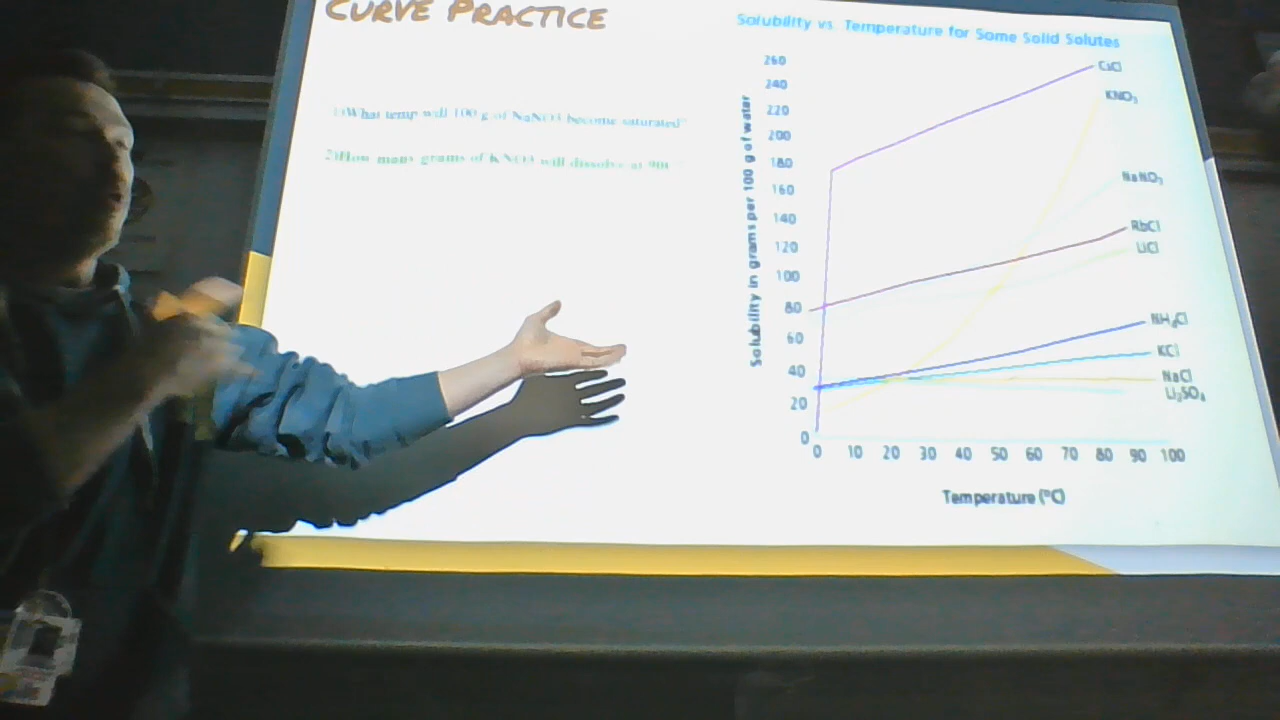 CURVE PRACTICE
1)What temp will 100 g of NaNO3 become saturated?
2)How many grams of KNO3 will dissolve at
Solubility vs. Temperature for Some Solid Solutes
Solubility in grams per 100 g of water
260
240
220
200
180
160
140
120
100
80
60
40
20
0
CsCl
KNO₃
NaNO₃
RbCl
LiCl
NH₄Cl
KCl
NaCl
Li₂SO₄
0 10 20 30 40 50 60 70 80 90 100
Temperature (°C)